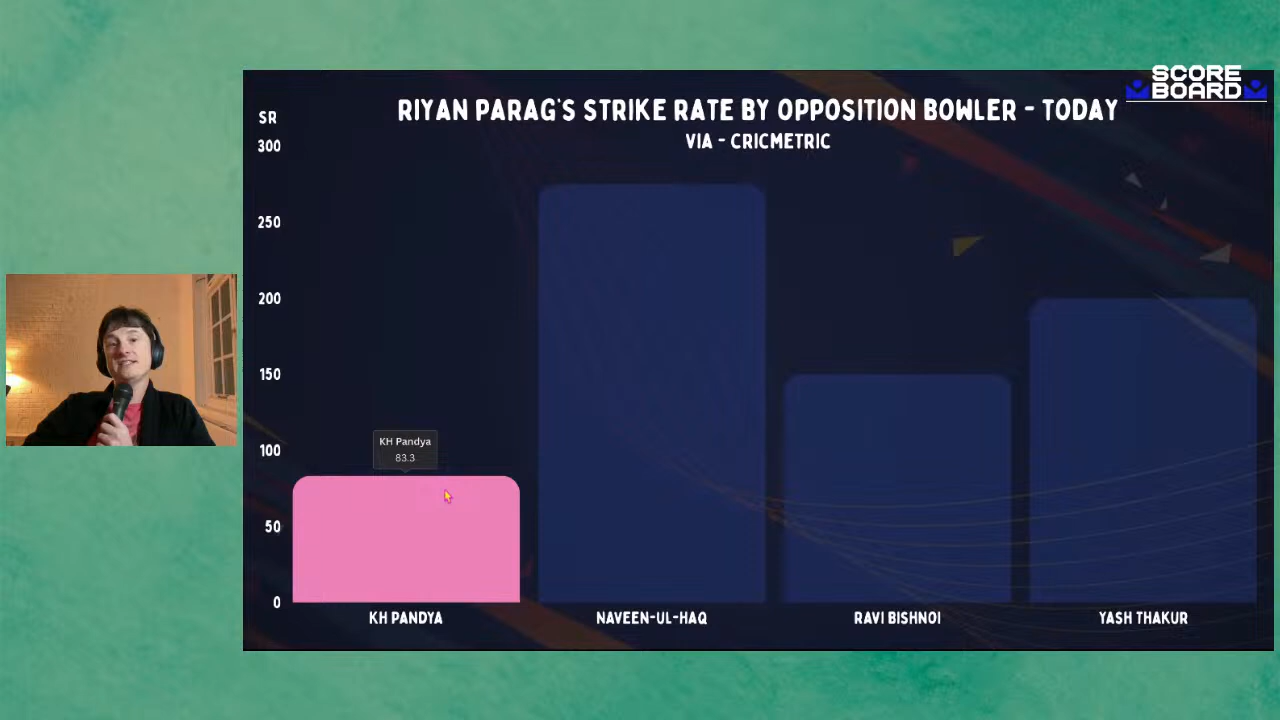 SCORE
BOARD
RIYAN PARAG'S STRIKE RATE BY OPPOSITION BOWLER - TODAY
VIA - CRICMETRIC
SR
300
250
200
150
100
50
0
KH Pandya
83.3
KH PANDYA
NAVEEN-UL-HAQ
RAVI BISHNOI
YASH THAKUR